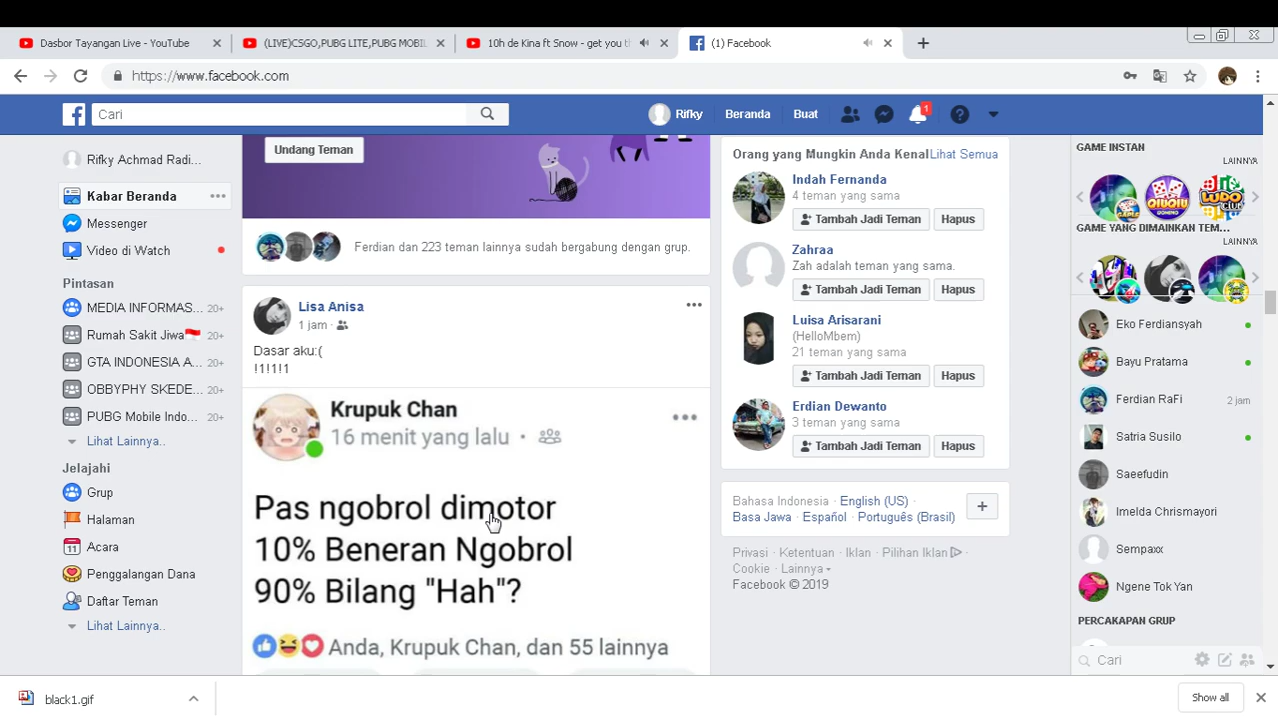 Dasbor Tayangan Live - YouTube
(LIVE)CSGO,PUBG LITE,PUBG MOBIL
10h de Kina ft Snow - get you th
(1) Facebook
https://www.facebook.com
Cari
Rifky
Beranda
Buat
1
Rifky Achmad Radi...
Kabar Beranda
Messenger
Video di Watch
Pintasan
MEDIA INFORMAS... 20+
Rumah Sakit Jiwa 20+
GTA INDONESIA A... 20+
OBBYPHY SKEDE... 20+
PUBG Mobile Indo... 20+
Lihat Lainnya..
Jelajahi
Grup
Halaman
11 Acara
Penggalangan Dana
Daftar Teman
Lihat Lainnya..
Undang Teman
Ferdian dan 223 teman lainnya sudah bergabung dengan grup.
Lisa Anisa
1 jam ·
Dasar aku:(
!1!1!1
Krupuk Chan
16 menit yang lalu ·
Pas ngobrol dimotor
10% Beneran Ngobrol
90% Bilang "Hah"?
Anda, Krupuk Chan, dan 55 lainnya
Orang yang Mungkin Anda Kenal Lihat Semua
Indah Fernanda
4 teman yang sama
Tambah Jadi Teman Hapus
Zahraa
Zah adalah teman yang sama.
Tambah Jadi Teman Hapus
Luisa Arisarani
(HelloMbem)
21 teman yang sama
Tambah Jadi Teman Hapus
Erdian Dewanto
3 teman yang sama
Tambah Jadi Teman Hapus
Bahasa Indonesia · English (US) ·
Basa Jawa · Español · Português (Brasil)
Privasi · Ketentuan · Iklan · Pilihan Iklan ·
Cookie · Lainnya
Facebook © 2019
GAME INSTAN
LAINNYA
GAPLE
QIUQIU
DOMINO
LUDO
CLUB
GAME YANG DIMAINKAN TEM...
LAINNYA
Eko Ferdiansyah
Bayu Pratama
Ferdian RaFi 2 jam
Satria Susilo
Saeefudin
Imelda Chrismayori
Sempaxx
Ngene Tok Yan
PERCAKAPAN GRUP
Cari
black1.gif
Show all